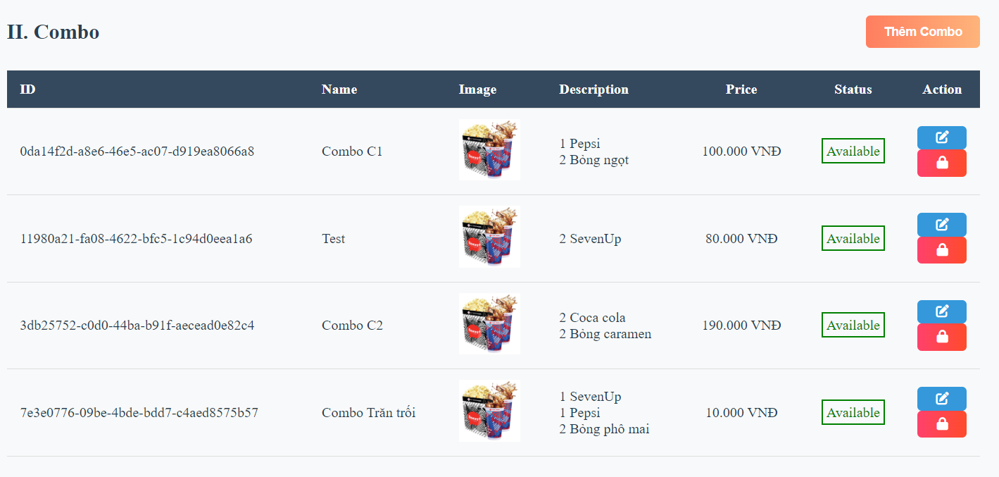 II. Combo
Thêm Combo
ID Name Image Description Price Status Action
0da14f2d-a8e6-46e5-ac07-d919ea8066a8 Combo C1 1 Pepsi 100.000 VNĐ Available
2 Bỏng ngọt
11980a21-fa08-4622-bfc5-1c94d0eea1a6 Test 2 SevenUp 80.000 VNĐ Available
3db25752-c0d0-44ba-b91f-aecead0e82c4 Combo C2 2 Coca cola 190.000 VNĐ Available
2 Bỏng caramen
7e3e0776-09be-4bde-bdd7-c4aed8575b57 Combo Trăn trối 1 SevenUp 10.000 VNĐ Available
1 Pepsi
2 Bỏng phô mai